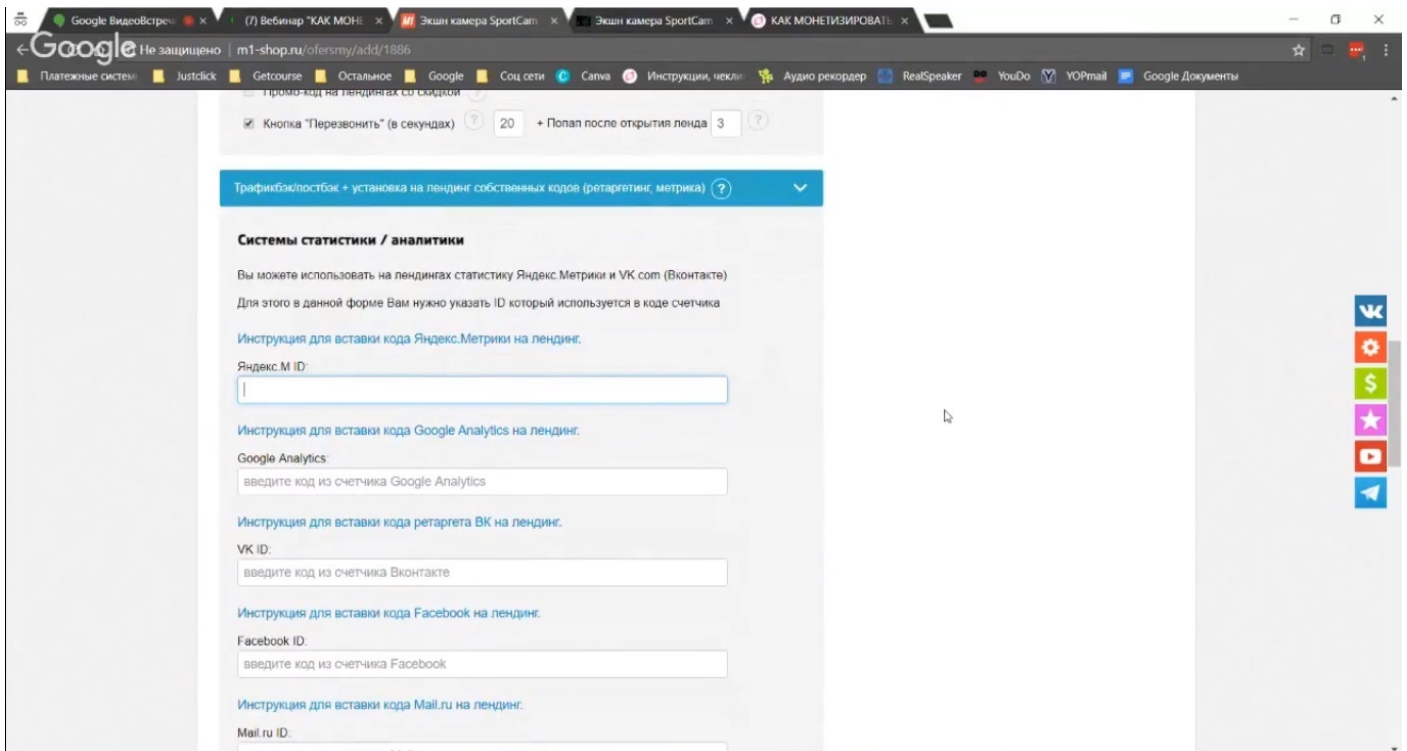 Google ВидеоВстреч
(7) Вебинар "КАК МОНЕ
M1 Экшн камера SportCam
Экшн камера SportCam
КАК МОНЕТИЗИРОВАТЬ
Google
Не защищено | m1-shop.ru/ofersmy/add/1886
Платежные систем Justclick Getcourse Остальное Google Соц сети Canva Инструкции, чекли Аудио рекордер RealSpeaker YouDo YOPmail Google Документы
Промо-код на лендингах со скидкой ?
Кнопка "Перезвонить" (в секундах) ? 20 + Попап после открытия ленда 3 ?
Трафикбэк/постбэк + установка на лендинг собственных кодов (ретаргетинг, метрика) ?
Системы статистики / аналитики
Вы можете использовать на лендингах статистику Яндекс.Метрики и VK.com (Вконтакте)
Для этого в данной форме Вам нужно указать ID который используется в коде счетчика
Инструкция для вставки кода Яндекс.Метрики на лендинг.
Яндекс.М ID:
Инструкция для вставки кода Google Analytics на лендинг.
Google Analytics:
введите код из счетчика Google Analytics
Инструкция для вставки кода ретаргета ВК на лендинг.
VK ID:
введите код из счетчика Вконтакте
Инструкция для вставки кода Facebook на лендинг.
Facebook ID:
введите код из счетчика Facebook
Инструкция для вставки кода Mail.ru на лендинг.
Mail.ru ID: